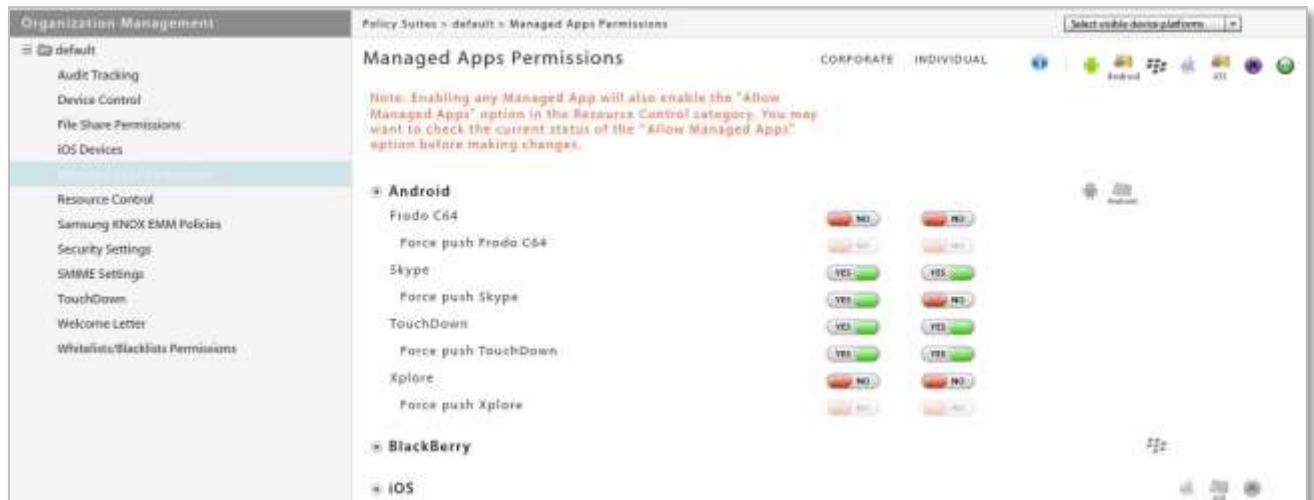 Organization Management
Policy Suites > default > Managed Apps Permissions
Select visible device platforms
default
Audit Tracking
Device Control
File Share Permissions
iOS Devices
Resource Control
Samsung KNOX EMM Policies
Security Settings
SMIME Settings
TouchDown
Welcome Letter
Whitelists/Blacklists Permissions
Managed Apps Permissions
CORPORATE INDIVIDUAL
Android
iOS
Note: Enabling any Managed App will also enable the "Allow
Managed Apps" option in the Resource Control category. You may
want to check the current status of the "Allow Managed Apps"
option before making changes.
Android
Android
Frodo C64 NO NO
Force push Frodo C64 NO NO
Skype YES YES
Force push Skype YES NO
TouchDown YES YES
Force push TouchDown YES YES
Xplore NO NO
Force push Xplore NO NO
BlackBerry
iOS